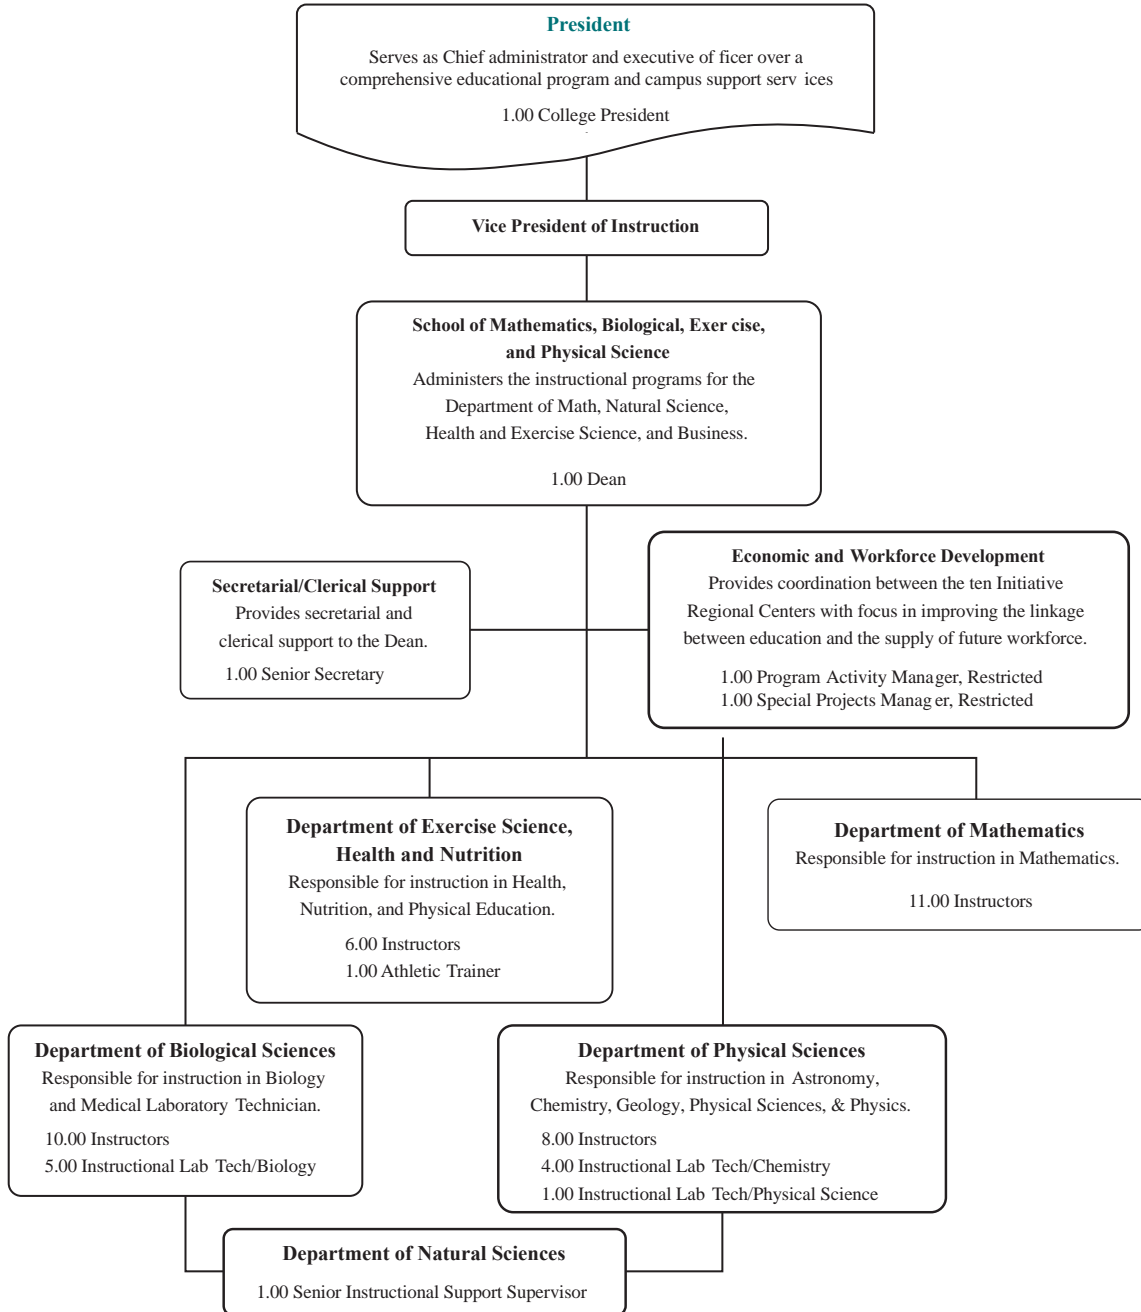 President
Serves as Chief administrator and executive of ficer over a
comprehensive educational program and campus support serv ices
1.00 College President
Vice President of Instruction
School of Mathematics, Biological, Exer cise,
and Physical Science
Administers the instructional programs for the
Department of Math, Natural Science,
Health and Exercise Science, and Business.
1.00 Dean
Secretarial/Clerical Support
Provides secretarial and
clerical support to the Dean.
1.00 Senior Secretary
Economic and Workforce Development
Provides coordination between the ten Initiative
Regional Centers with focus in improving the linkage
between education and the supply of future workforce.
1.00 Program Activity Manager, Restricted
1.00 Special Projects Manager, Restricted
Department of Exercise Science,
Health and Nutrition
Responsible for instruction in Health,
Nutrition, and Physical Education.
6.00 Instructors
1.00 Athletic Trainer
Department of Mathematics
Responsible for instruction in Mathematics.
11.00 Instructors
Department of Biological Sciences
Responsible for instruction in Biology
and Medical Laboratory Technician.
10.00 Instructors
5.00 Instructional Lab Tech/Biology
Department of Physical Sciences
Responsible for instruction in Astronomy,
Chemistry, Geology, Physical Sciences, & Physics.
8.00 Instructors
4.00 Instructional Lab Tech/Chemistry
1.00 Instructional Lab Tech/Physical Science
Department of Natural Sciences
1.00 Senior Instructional Support Supervisor